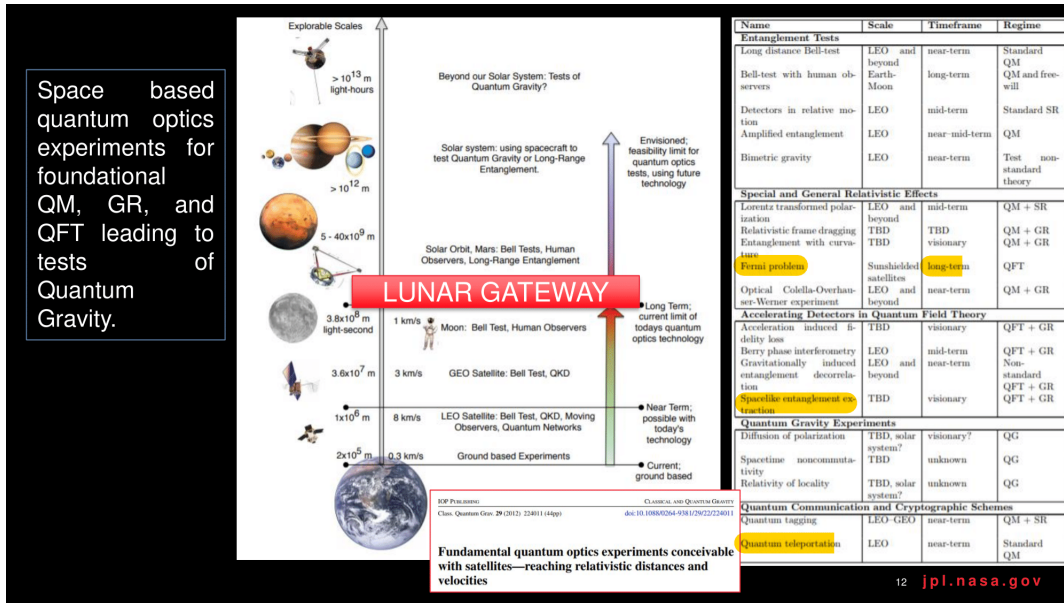 Space based
quantum optics
experiments for
foundational
QM, GR, and
QFT leading to
tests of
Quantum
Gravity.
Explorable Scales
> 10^13 m
light-hours
Beyond our Solar System: Tests of
Quantum Gravity?
> 10^12 m
Solar system: using spacecraft to
test Quantum Gravity or Long-Range
Entanglement.
Envisioned;
feasibility limit for
quantum optics
tests, using future
technology
5 - 40x10^9 m
Solar Orbit, Mars: Bell Tests, Human
Observers, Long-Range Entanglement
LUNAR GATEWAY
3.8x10^8 m
light-second
1 km/s
Moon: Bell Test, Human Observers
Long Term;
current limit of
todays quantum
optics technology
3.6x10^7 m
3 km/s
GEO Satellite: Bell Test, QKD
1x10^6 m
8 km/s
LEO Satellite: Bell Test, QKD, Moving
Observers, Quantum Networks
Near Term;
possible with
today's
technology
2x10^5 m
0.3 km/s
Ground based Experiments
Current;
ground based
IOP Publishing
Classical and Quantum Gravity
Class. Quantum Grav. 29 (2012) 224011 (44pp)
doi:10.1088/0264-9381/29/22/224011
Fundamental quantum optics experiments conceivable
with satellites—reaching relativistic distances and
velocities
Name Scale Timeframe Regime
Entanglement Tests
Long distance Bell-test LEO and near-term Standard
beyond QM
Bell-test with human ob- Earth- long-term QM and free-
servers Moon will
Detectors in relative mo- LEO mid-term Standard SR
tion
Amplified entanglement LEO near–mid-term QM
Bimetric gravity LEO near-term Test non-
standard
theory
Special and General Relativistic Effects
Lorentz transformed polar- LEO and mid-term QM + SR
ization beyond
Relativistic frame dragging TBD TBD QM + GR
Entanglement with curva- TBD visionary QM + GR
ture
Fermi problem Sunshielded long-term QFT
satellites
Optical Colella-Overhau- LEO and near-term QM + GR
ser-Werner experiment beyond
Accelerating Detectors in Quantum Field Theory
Acceleration induced fi- TBD visionary QFT + GR
delity loss
Berry phase interferometry LEO mid-term QFT + GR
Gravitationally induced LEO and near-term Non-
entanglement decorrela- beyond standard
tion QFT + GR
Spacelike entanglement ex- TBD visionary QFT + GR
traction
Quantum Gravity Experiments
Diffusion of polarization TBD, solar visionary? QG
system?
Spacetime noncommuta- TBD unknown QG
tivity
Relativity of locality TBD, solar unknown QG
system?
Quantum Communication and Cryptographic Schemes
Quantum tagging LEO–GEO near-term QM + SR
Quantum teleportation LEO near-term Standard
QM
12 jpl.nasa.gov